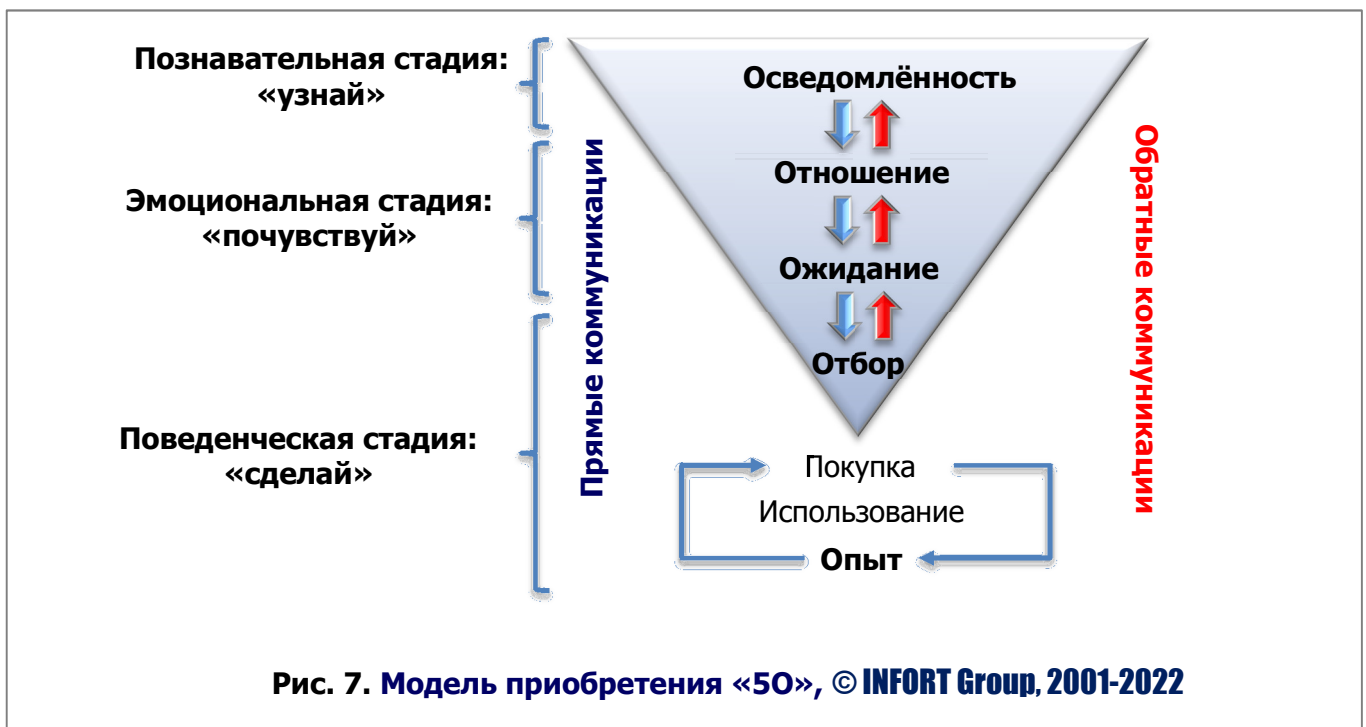 Познавательная стадия:
«узнай»
Эмоциональная стадия:
«почувствуй»
Поведенческая стадия:
«сделай»
Прямые коммуникации
Осведомлённость
Отношение
Ожидание
Отбор
Покупка
Использование
Опыт
Обратные коммуникации
Рис. 7. Модель приобретения «5О», © INFORT Group, 2001-2022